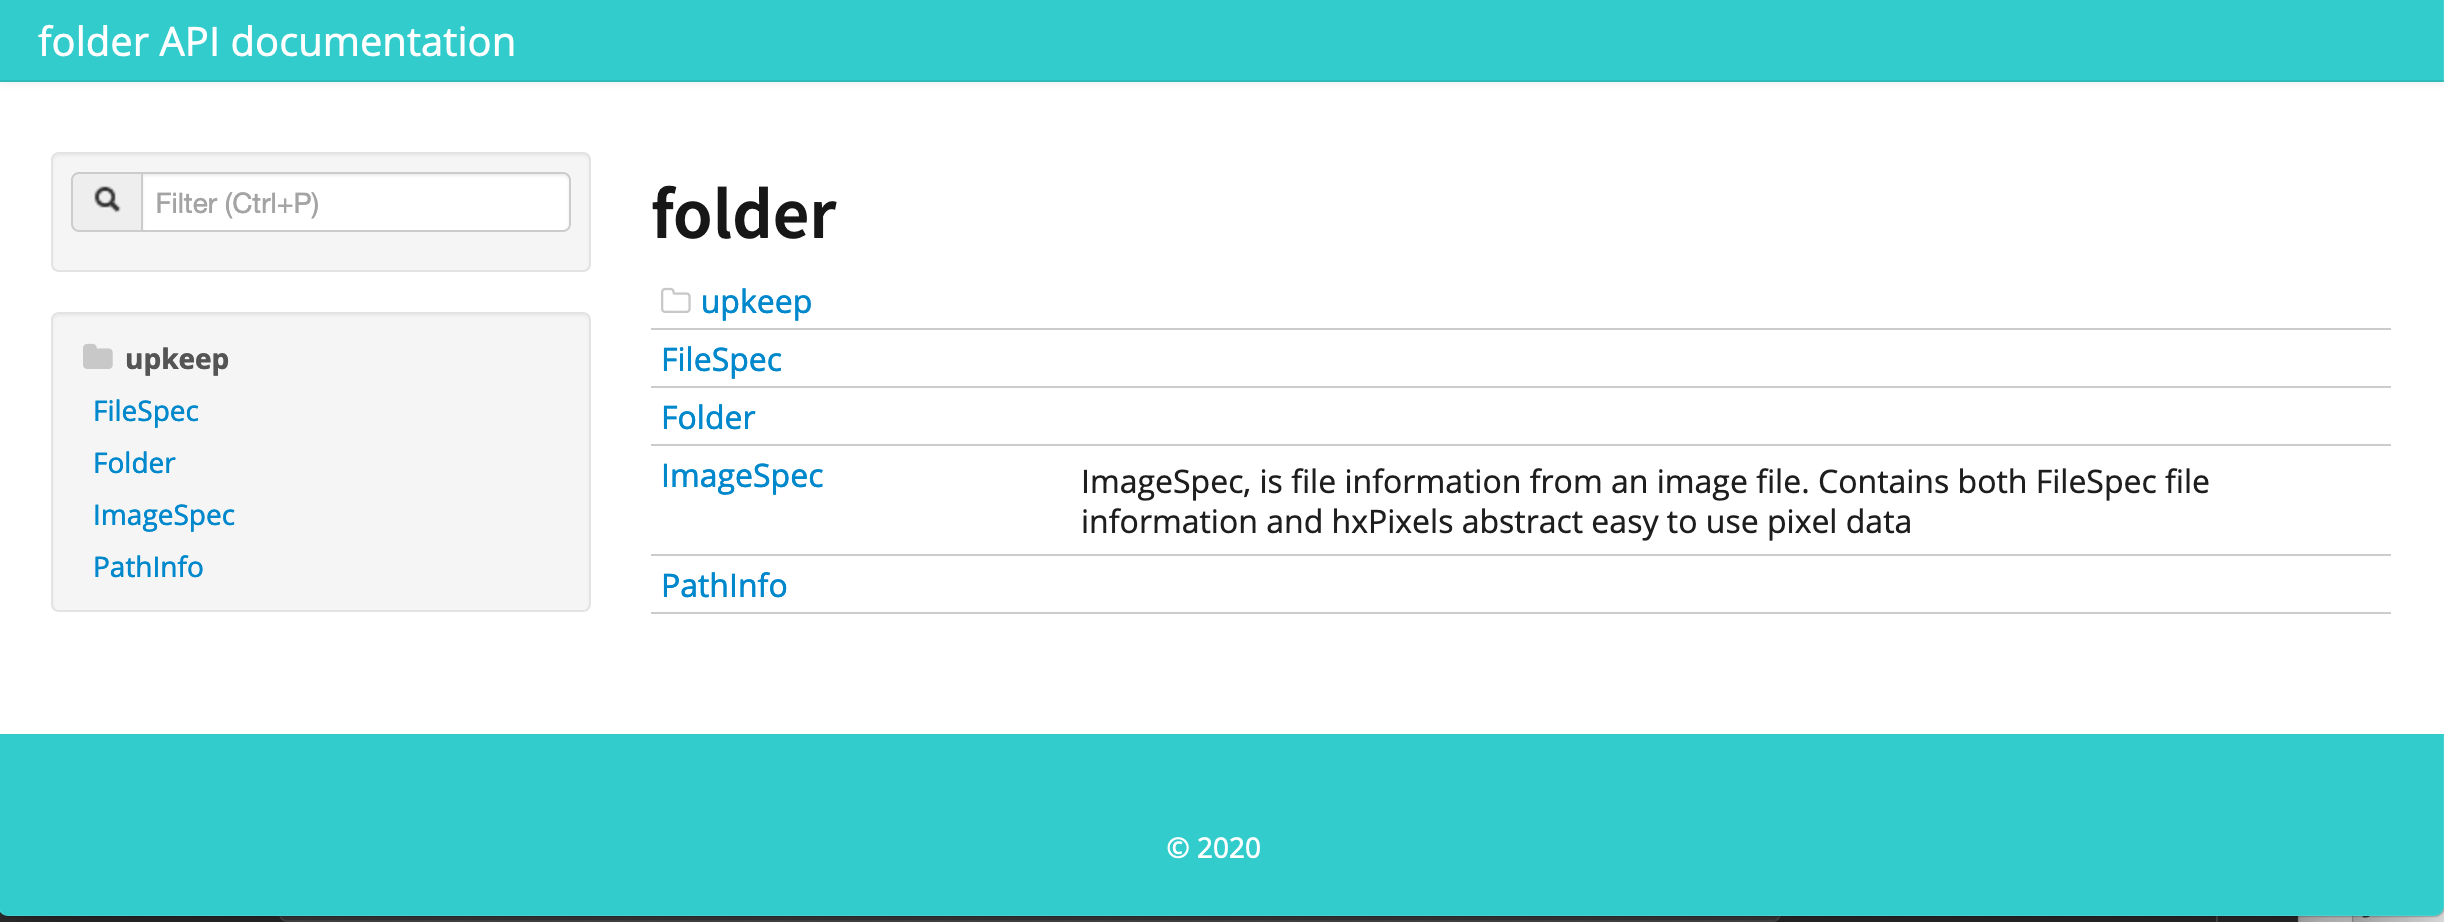 folder API documentation
Filter (Ctrl+P)
upkeep
FileSpec
Folder
ImageSpec
PathInfo
folder
upkeep
FileSpec
Folder
ImageSpec
ImageSpec, is file information from an image file. Contains both FileSpec file
information and hxPixels abstract easy to use pixel data
PathInfo
© 2020